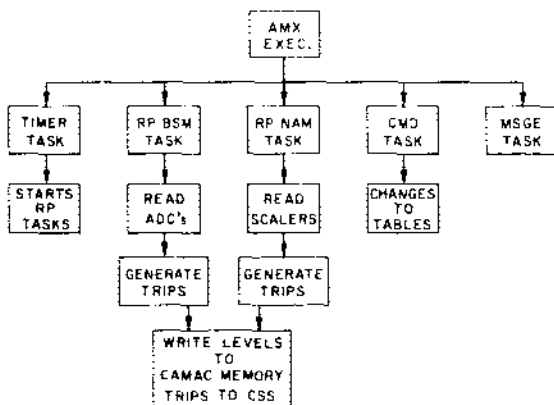 AMX
EXEC.
TIMER
TASK
RP BSM
TASK
RP NAM
TASK
CMD
TASK
MSGE
TASK
STARTS
RP
TASKS
READ
ADC's
READ
SCALERS
CHANGES
TO
TABLES
GENERATE
TRIPS
GENERATE
TRIPS
WRITE LEVELS
TO
CAMAC MEMORY
TRIPS TO CSS